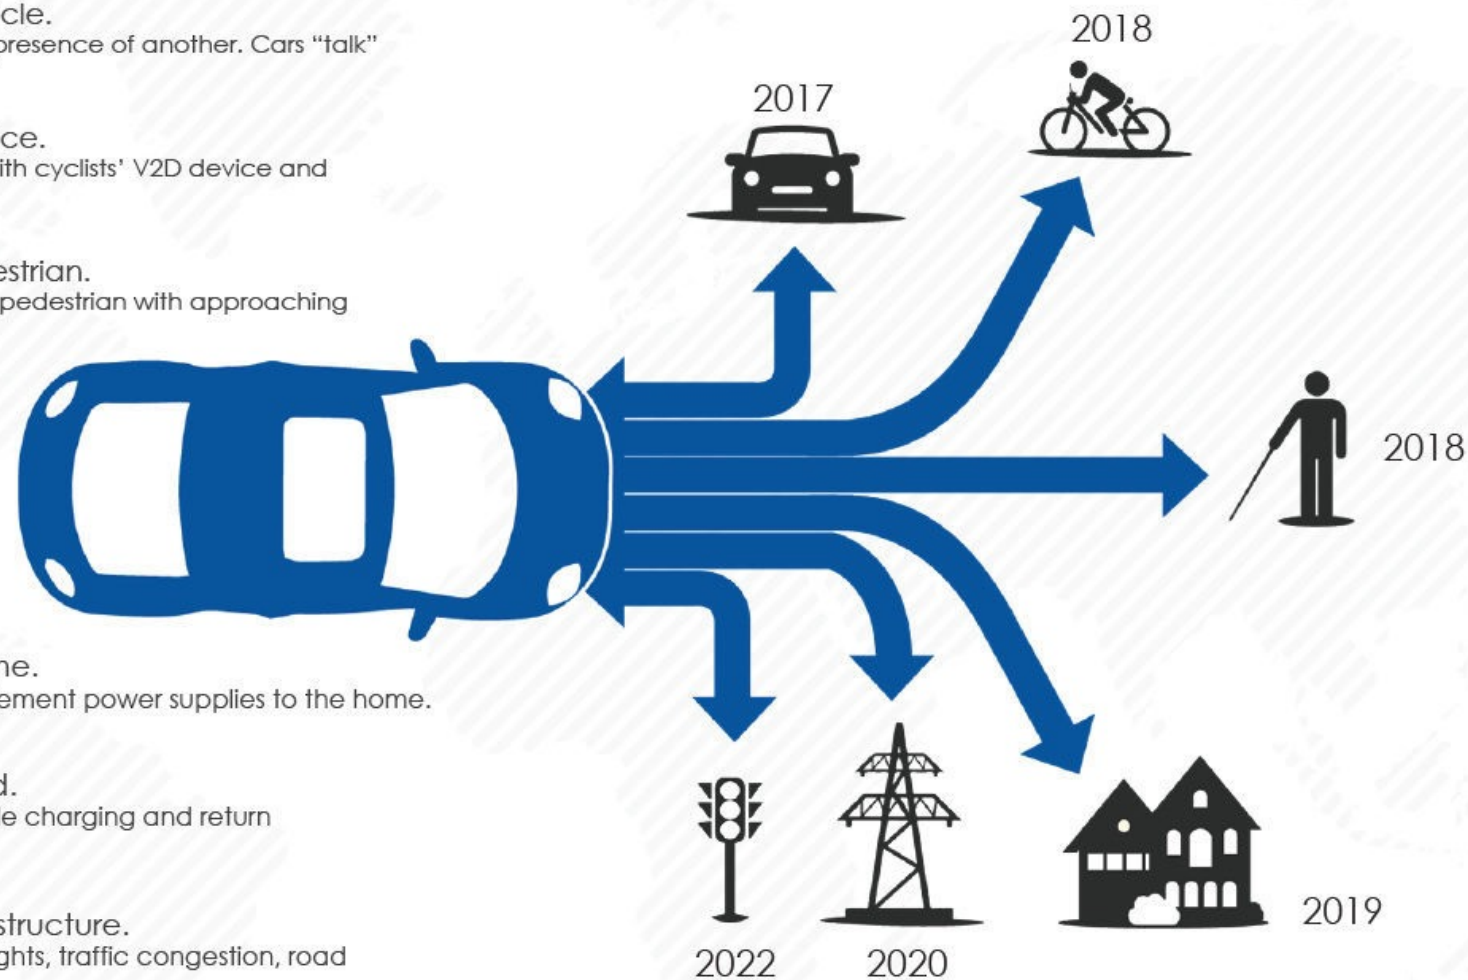 cle.
presence of another. Cars “talk”
ce.
ith cyclists’ V2D device and
estrian.
pedestrian with approaching
ne.
ement power supplies to the home.
d.
le charging and return
structure.
ghts, traffic congestion, road
2017
2018
2018
2019
2020
2022